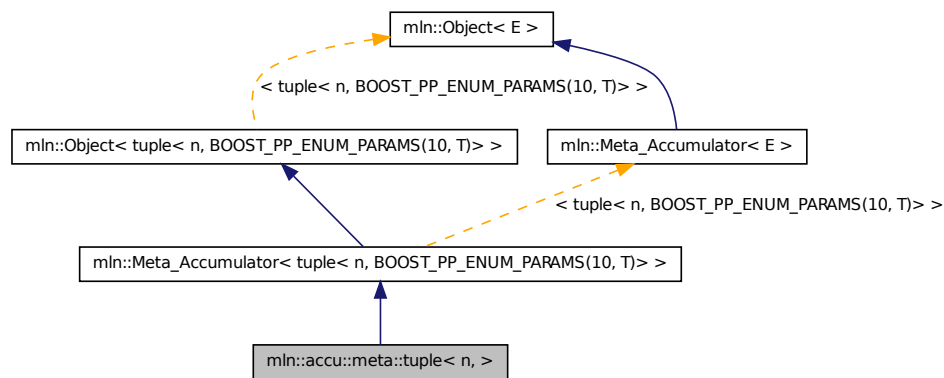 mln::Object< E >
< tuple< n, BOOST_PP_ENUM_PARAMS(10, T)> >
mln::Object< tuple< n, BOOST_PP_ENUM_PARAMS(10, T)> >
mln::Meta_Accumulator< E >
< tuple< n, BOOST_PP_ENUM_PARAMS(10, T)> >
mln::Meta_Accumulator< tuple< n, BOOST_PP_ENUM_PARAMS(10, T)> >
mln::accu::meta::tuple< n, >